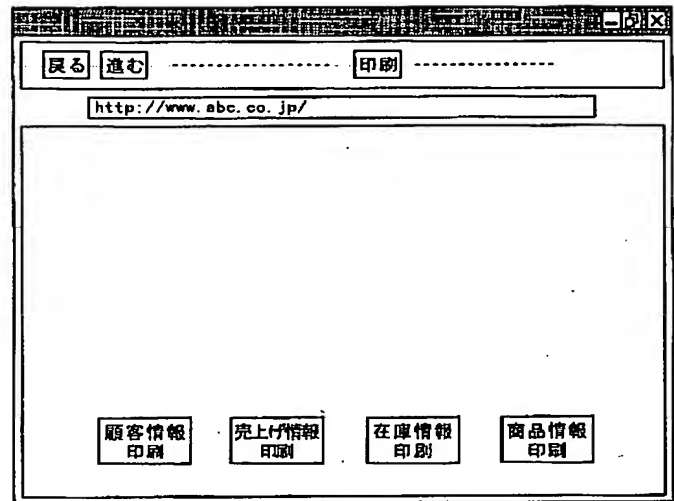 戻る 進む 印刷
http://www.abc.co.jp/
顧客情報 売上げ情報 在庫情報 商品情報
印刷 印刷 印刷 印刷